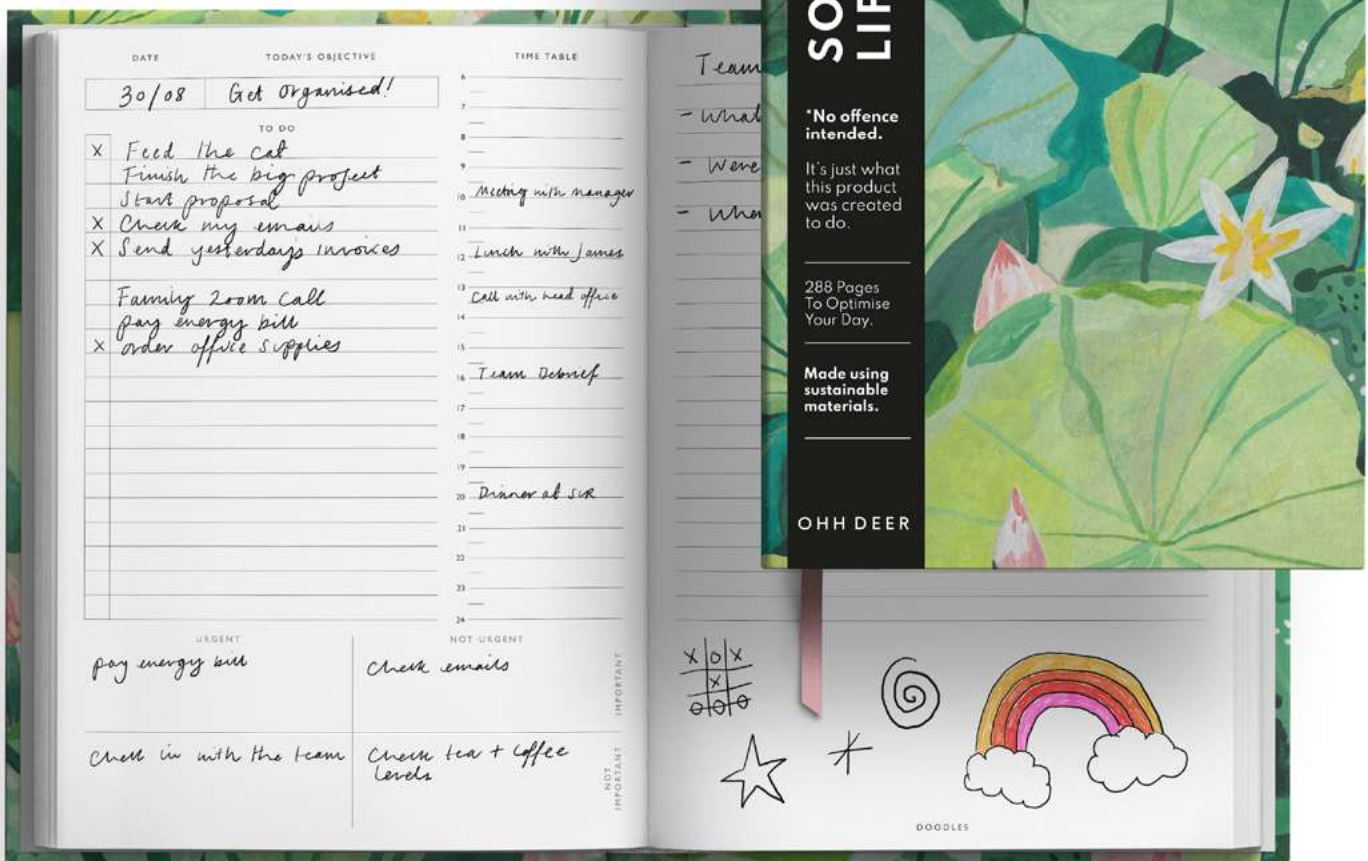 DATE TODAY'S OBJECTIVE
30/08 Get Organised!
TO DO
X Feed the cat
Finish the big project
Start proposal
X Check my emails
X Send yesterday's invoices
Family Zoom Call
pay energy bill
X order office supplies
TIME TABLE
6
7
8
9
10 Meeting with manager
11
12 Lunch with James
13 Call with head office
14
15
16 Team Debrief
17
18
19
20 Dinner at
21
22
23
24
URGENT
NOT URGENT
pay energy bill
Check emails
IMPORTANT
Check in with the team
Check tea + coffee
levels
NOT
IMPORTANT
Team
- What
- Were
- When
X O X
X
O O O
DOODLES
SO
LIF
*No offence
intended.
It's just what
this product
was created
to do.
288 Pages
To Optimise
Your Day.
Made using
sustainable
materials.
OHH DEER